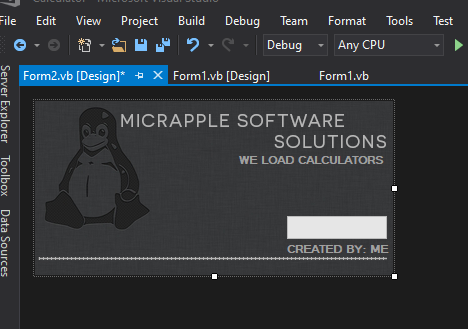 Calculator - Microsoft Visual Studio
File Edit View Project Build Debug Team Format Tools Test
Debug Any CPU
Form2.vb [Design]* Form1.vb [Design] Form1.vb
Server Explorer
Toolbox
Data Sources
MICRAPPLE SOFTWARE
SOLUTIONS
WE LOAD CALCULATORS
CREATED BY: ME